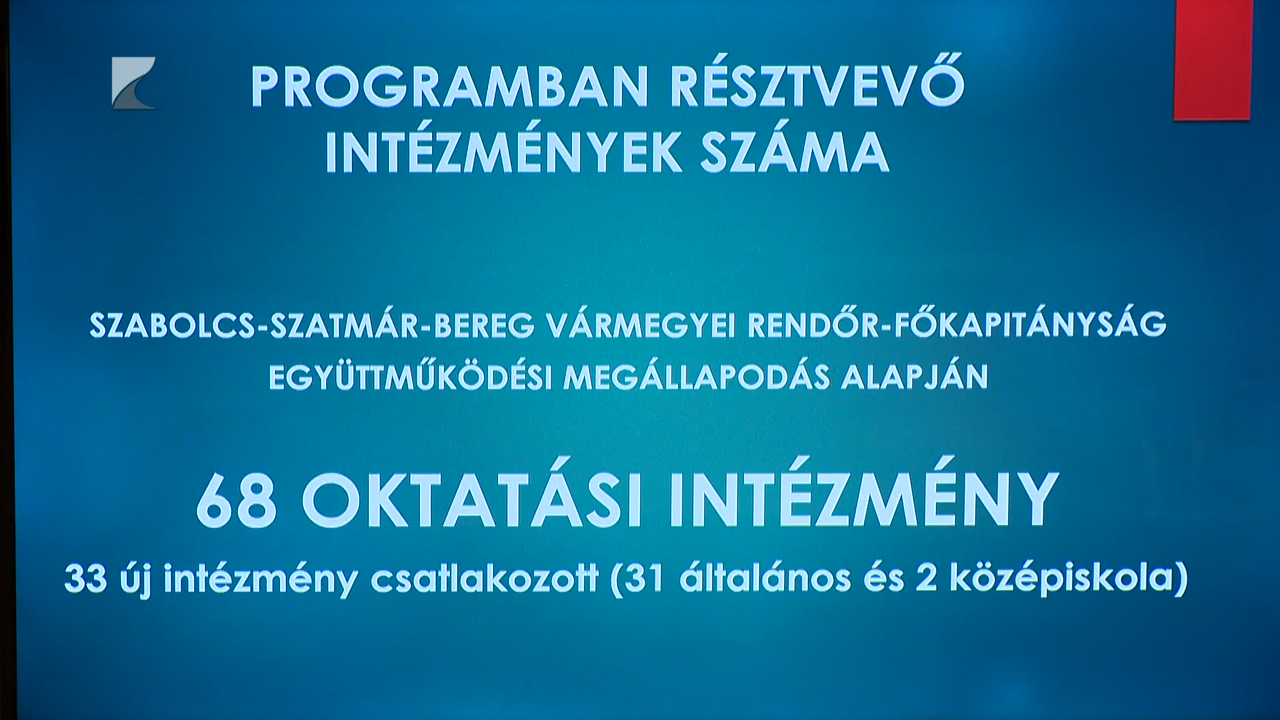 PROGRAMBAN RÉSZTVEVŐ
INTÉZMÉNYEK SZÁMA
SZABOLCS-SZATMÁR-BEREG VÁRMEGYEI RENDŐR-FŐKAPITÁNYSÁG
EGYÜTTMŰKÖDÉSI MEGÁLLAPODÁS ALAPJÁN
68 OKTATÁSI INTÉZMÉNY
33 új intézmény csatlakozott (31 általános és 2 középiskola)